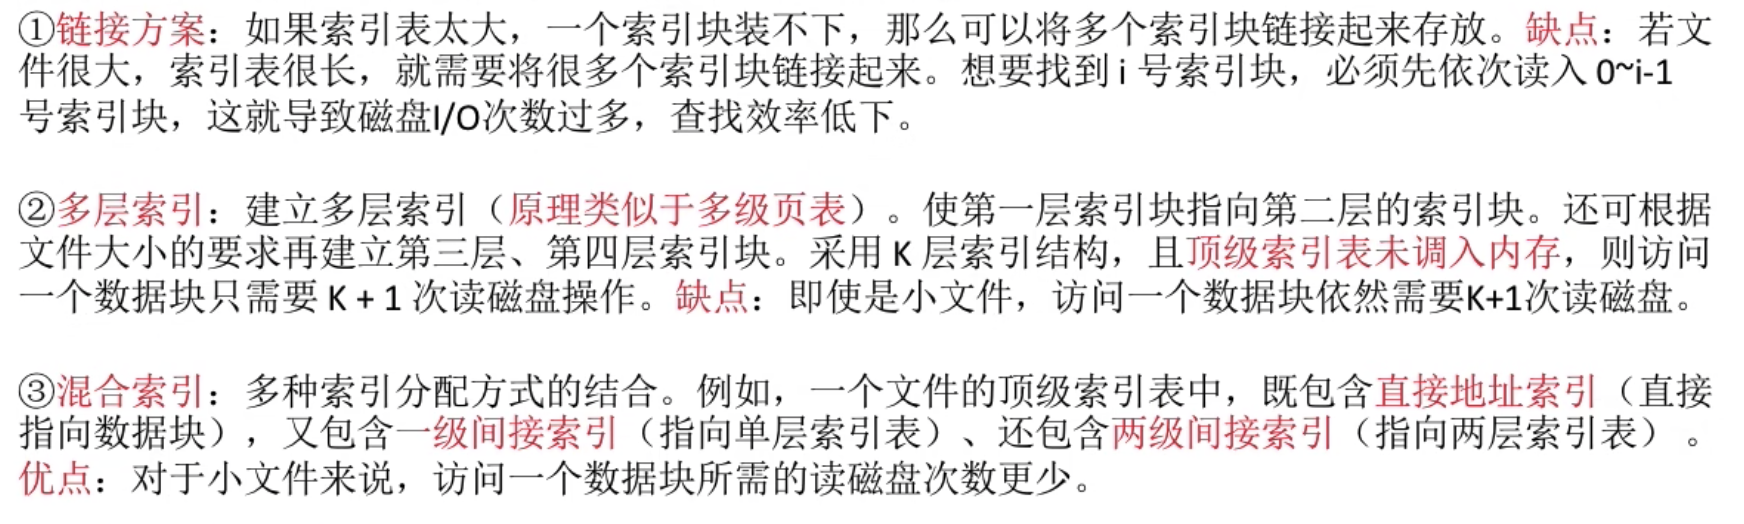 ①链接方案：如果索引表太大，一个索引块装不下，那么可以将多个索引块链接起来存放。缺点：若文
件很大，索引表很长，就需要将很多个索引块链接起来。想要找到 i 号索引块，必须先依次读入 0~i-1
号索引块，这就导致磁盘I/O次数过多，查找效率低下。
②多层索引：建立多层索引（原理类似于多级页表）。使第一层索引块指向第二层的索引块。还可根据
文件大小的要求再建立第三层、第四层索引块。采用 K 层索引结构，且顶级索引表未调入内存，则访问
一个数据块只需要 K + 1 次读磁盘操作。缺点：即使是小文件，访问一个数据块依然需要K+1次读磁盘。
③混合索引：多种索引分配方式的结合。例如，一个文件的顶级索引表中，既包含直接地址索引（直接
指向数据块），又包含一级间接索引（指向单层索引表）、还包含两级间接索引（指向两层索引表）。
优点：对于小文件来说，访问一个数据块所需的读磁盘次数更少。